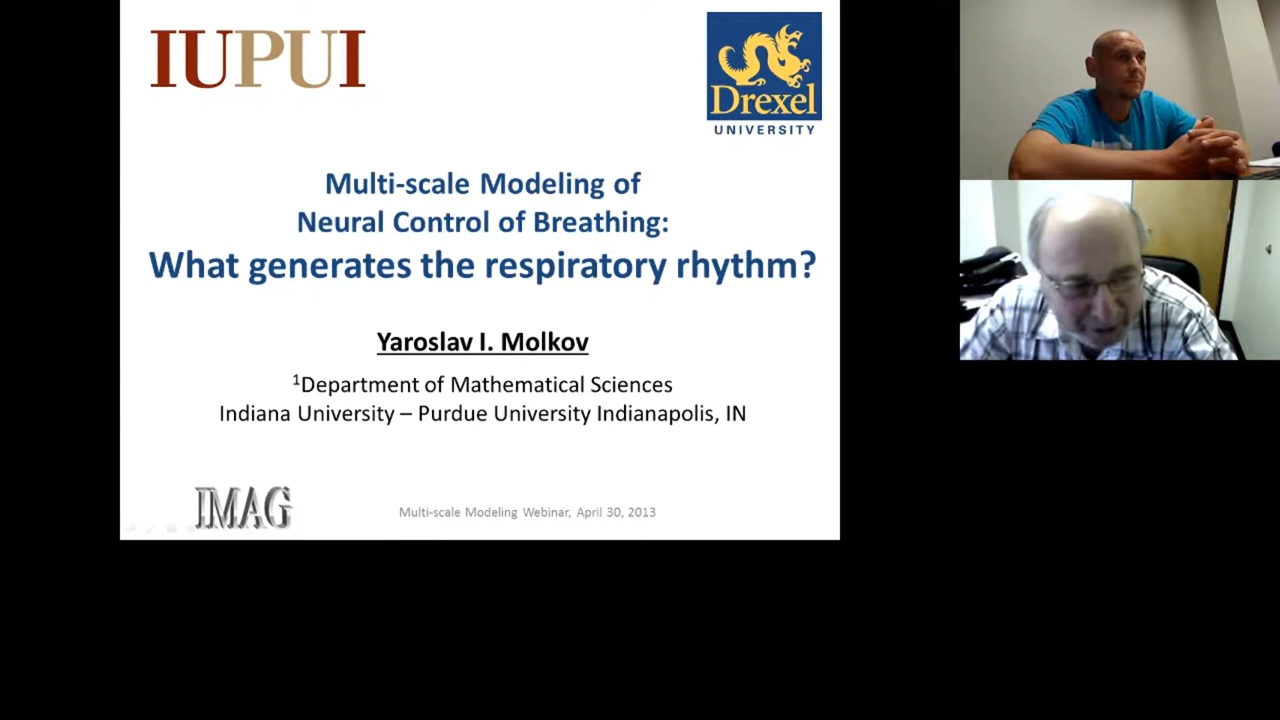 IUPUI
Drexel
UNIVERSITY
Multi-scale Modeling of
Neural Control of Breathing:
What generates the respiratory rhythm?
Yaroslav I. Molkov
¹Department of Mathematical Sciences
Indiana University – Purdue University Indianapolis, IN
IMAG
Multi-scale Modeling Webinar, April 30, 2013